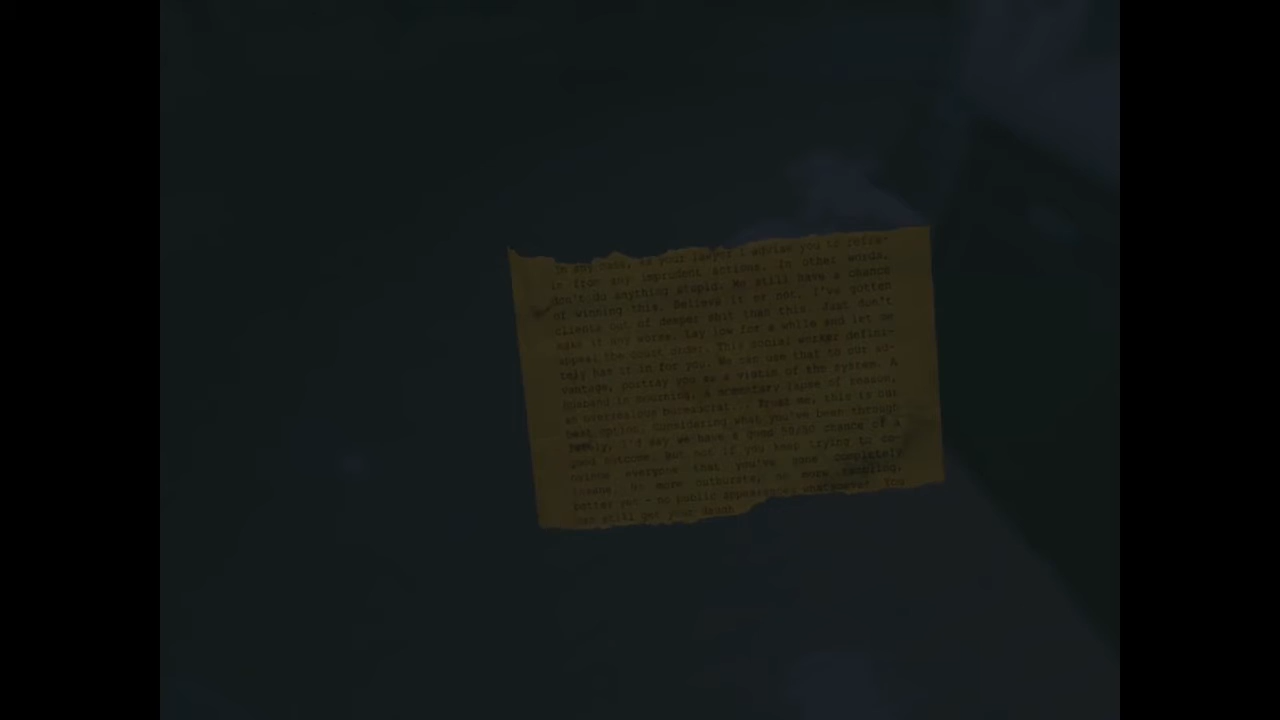 In any case, as your lawyer I advise you to refra-
in from any imprudent actions. In other words,
don't do anything stupid. We still have a chance
of winning this. Believe it or not, I've gotten
clients out of deeper shit than this. Just don't
make it any worse. Lay low for a while and let me
appeal the court order. This social worker defini-
tely has it in for you. We can use that to our ad-
vantage, portray you as a victim of the system. A
husband in mourning, a momentary lapse of reason,
an overzealous bureaucrat... Trust me, this is our
best option. Considering what you've been through
lately, I'd say we have a good chance of a
good outcome. But not if you keep trying to co-
nvince everyone that you've gone completely
insane. No more outbursts, no more rambling,
better yet - no public appearances whatsoever. You
can still get your daugh